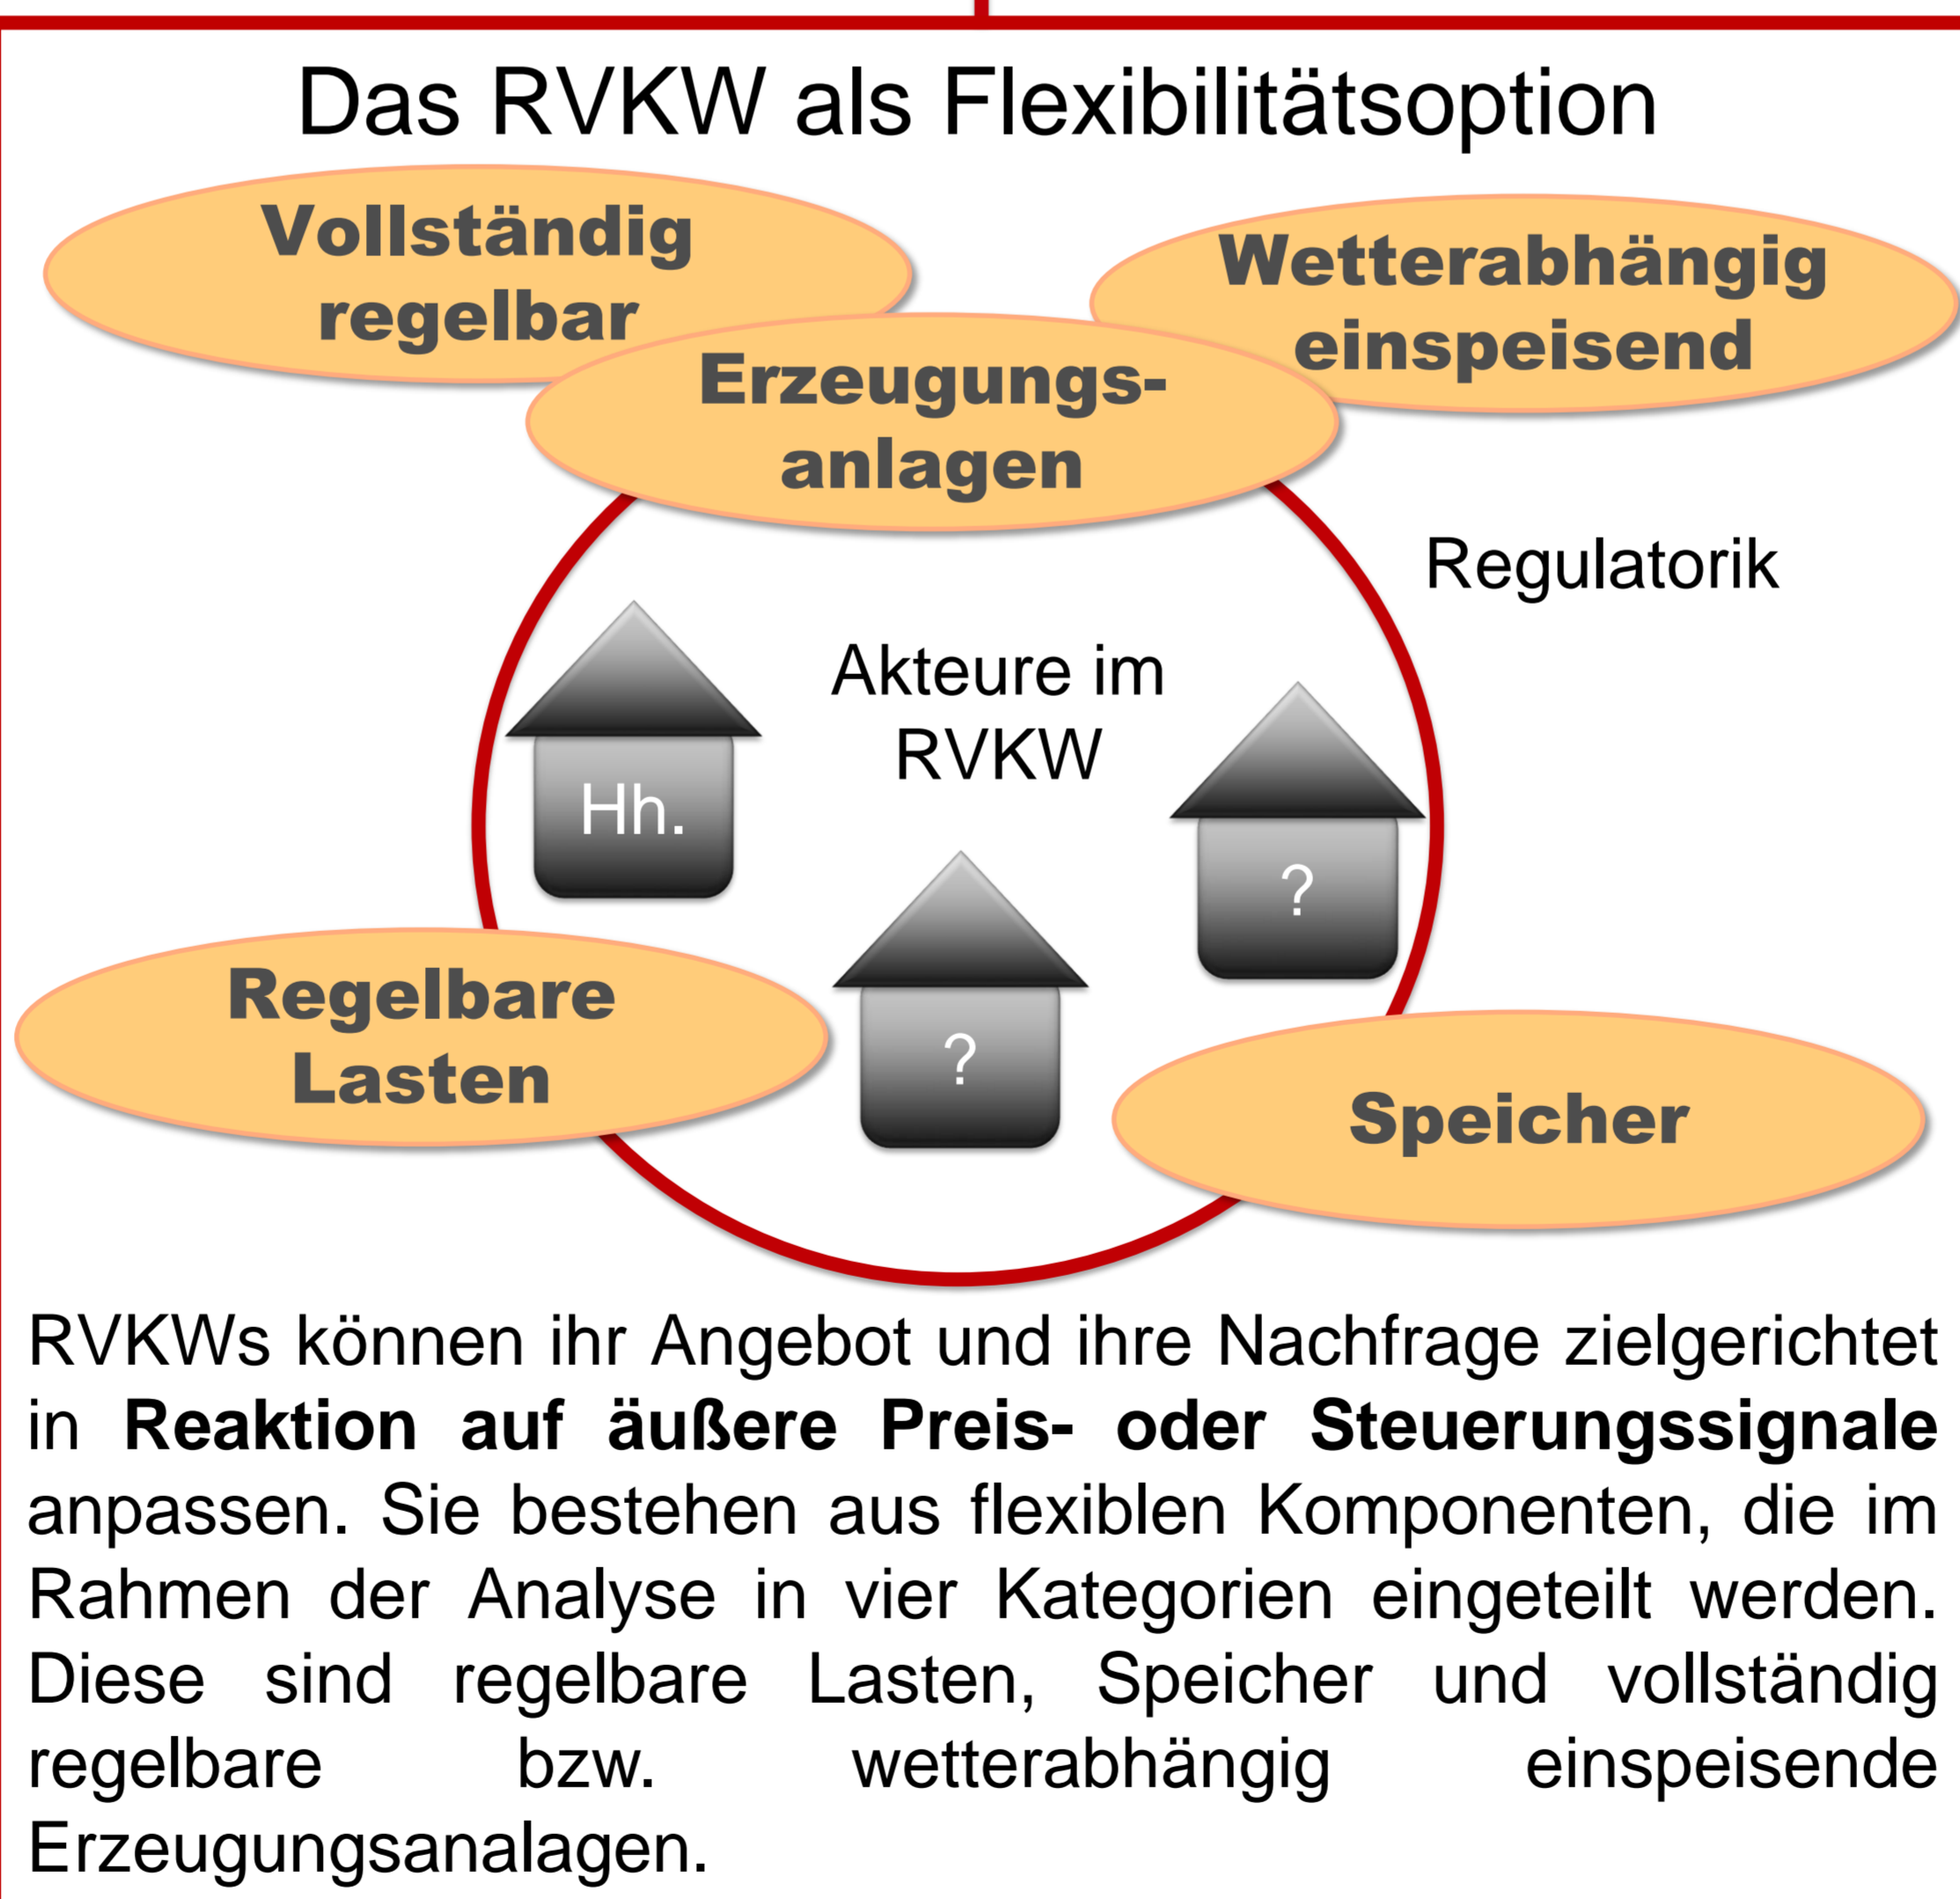 Das RVKW als Flexibilitätsoption
Vollständig
regelbar
Wetterabhängig
einspeisend
Erzeugungs-
anlagen
Regulatorik
Akteure im
RVKW
Hh.
?
?
Regelbare
Lasten
Speicher
RVKWs können ihr Angebot und ihre Nachfrage zielgerichtet
in Reaktion auf äußere Preis- oder Steuerungssignale
anpassen. Sie bestehen aus flexiblen Komponenten, die im
Rahmen der Analyse in vier Kategorien eingeteilt werden.
Diese sind regelbare Lasten, Speicher und vollständig
regelbare bzw. wetterabhängig einspeisende
Erzeugungsanalagen.